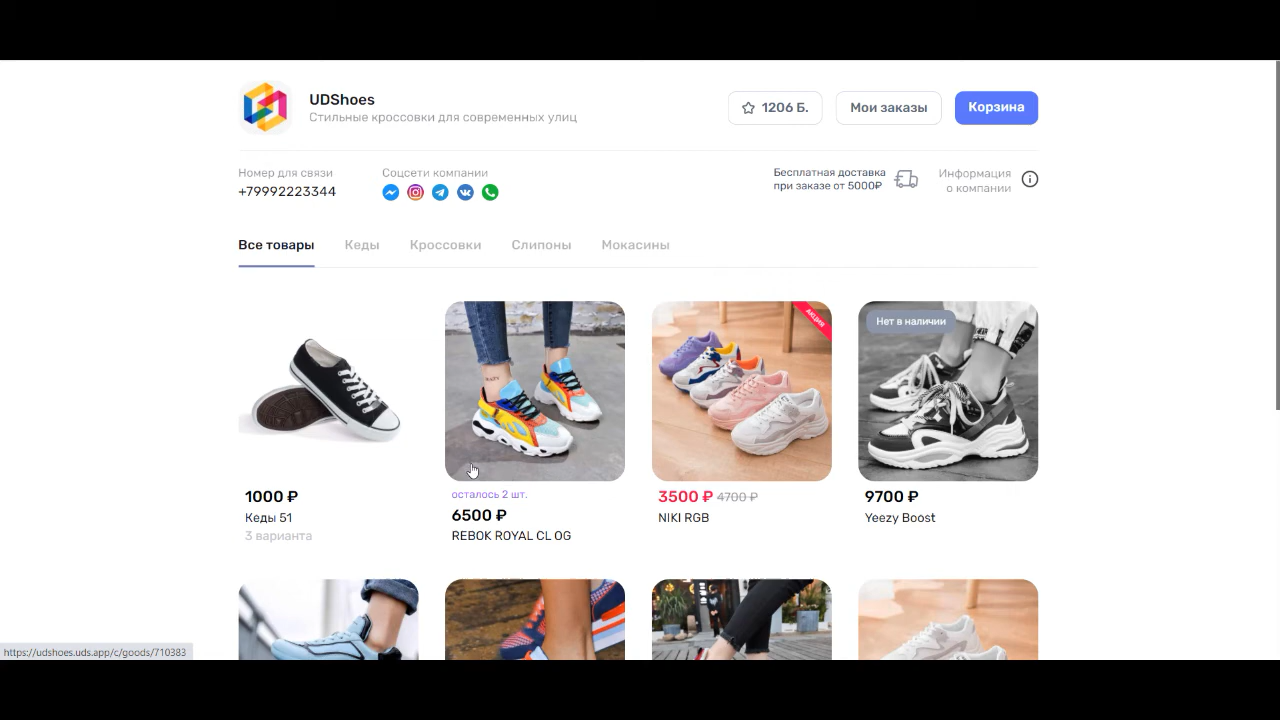 UDShoes
Стильные кроссовки для современных улиц
1206 Б.
Мои заказы
Корзина
Номер для связи
+79992223344
Соцсети компании
Бесплатная доставка
при заказе от 5000₽
Информация
о компании
Все товары
Кеды
Кроссовки
Слипоны
Мокасины
АКЦИЯ
Нет в наличии
1000 ₽
Кеды 51
3 варианта
осталось 2 шт.
6500 ₽
REBOK ROYAL CL OG
3500 ₽ 4700 ₽
NIKI RGB
9700 ₽
Yeezy Boost
https://udshoes.uds.app/c/goods/710383